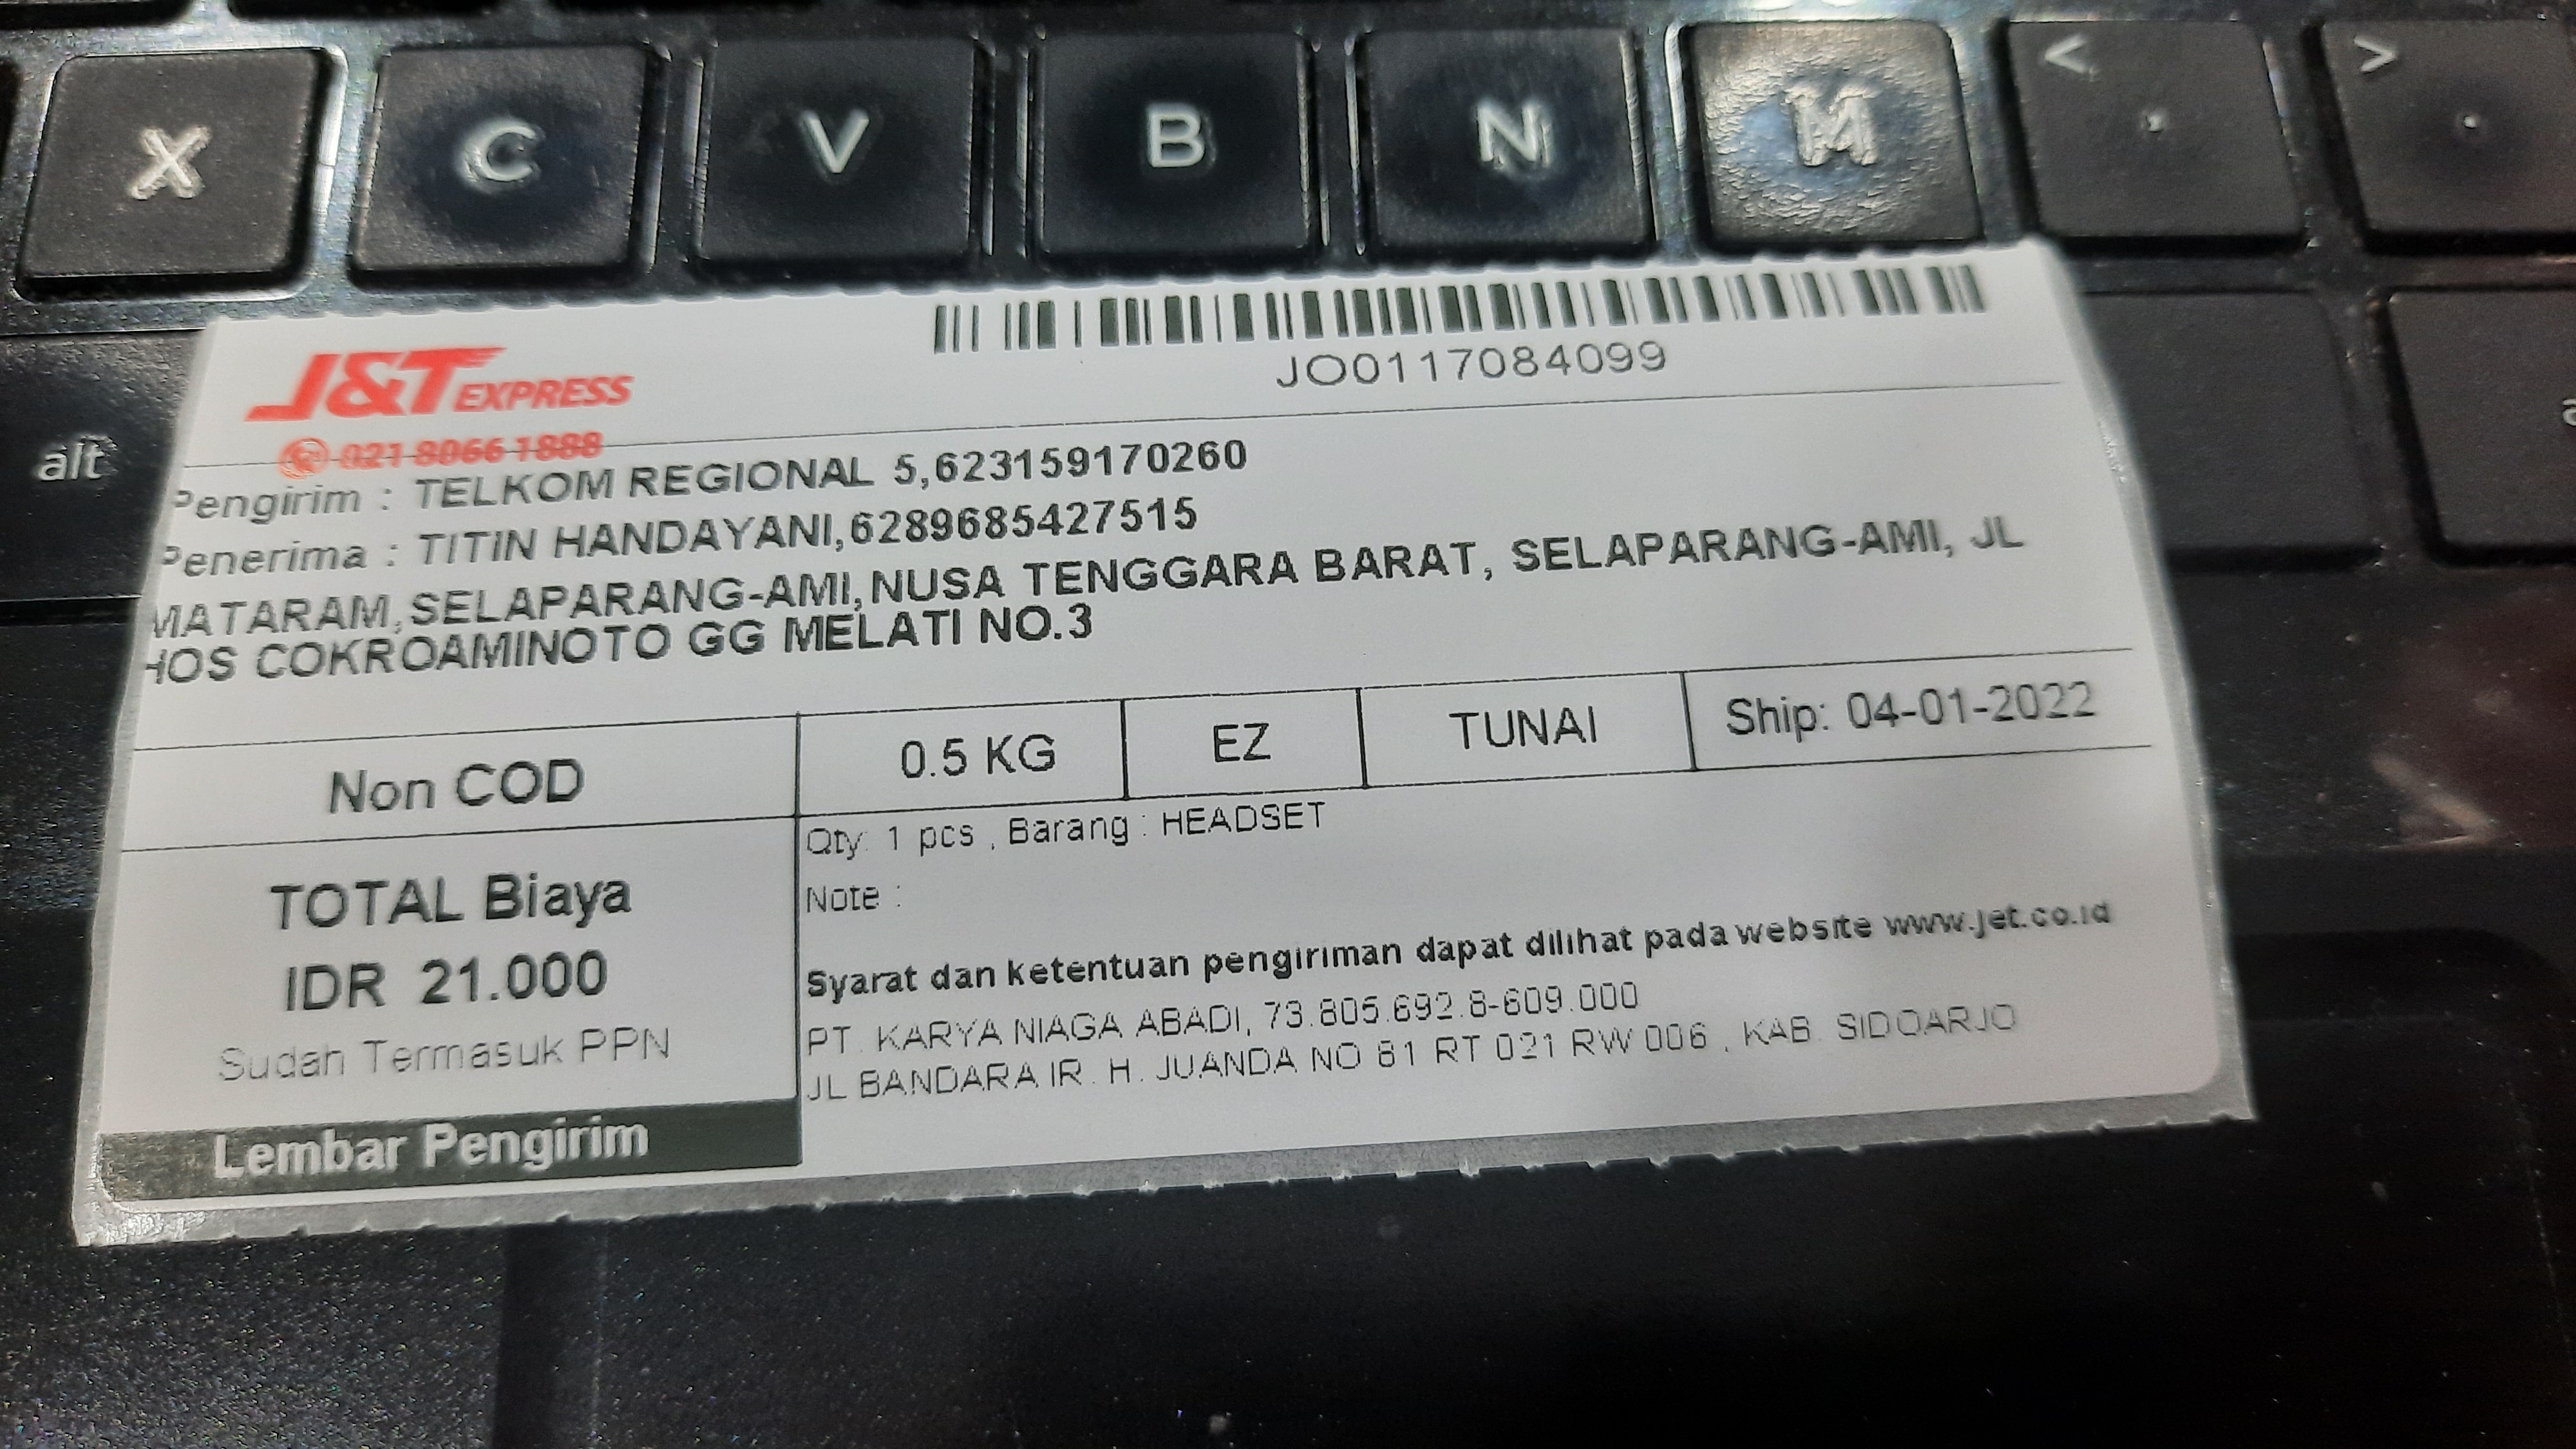 J&T EXPRESS
JO0117084099
021-8066-1888
Pengirim : TELKOM REGIONAL 5,6231591170260
Penerima : TITIN HANDAYANI,6289685427515
MATARAM,SELAPARANG-AMI,NUSA TENGGARA BARAT, SELAPARANG-AMI, JL
HOS COKROAMINOTO GG MELATI NO.3
Non COD
0.5 KG
EZ
TUNAI
Ship: 04-01-2022
TOTAL Biaya
IDR 21.000
Sudah Termasuk PPN
Lembar Pengirim
Qty: 1 pcs , Barang : HEADSET
Note :
Syarat dan ketentuan pengiriman dapat dilihat pada website www.jet.co.id
PT. KARYA NIAGA ABADI, 73.805.692.8-609.000
JL BANDARA IR. H. JUANDA NO 81 RT 021 RW 006 , KAB. SIDOARJO
alt
X
C
V
B
N
M
<
,
>
.